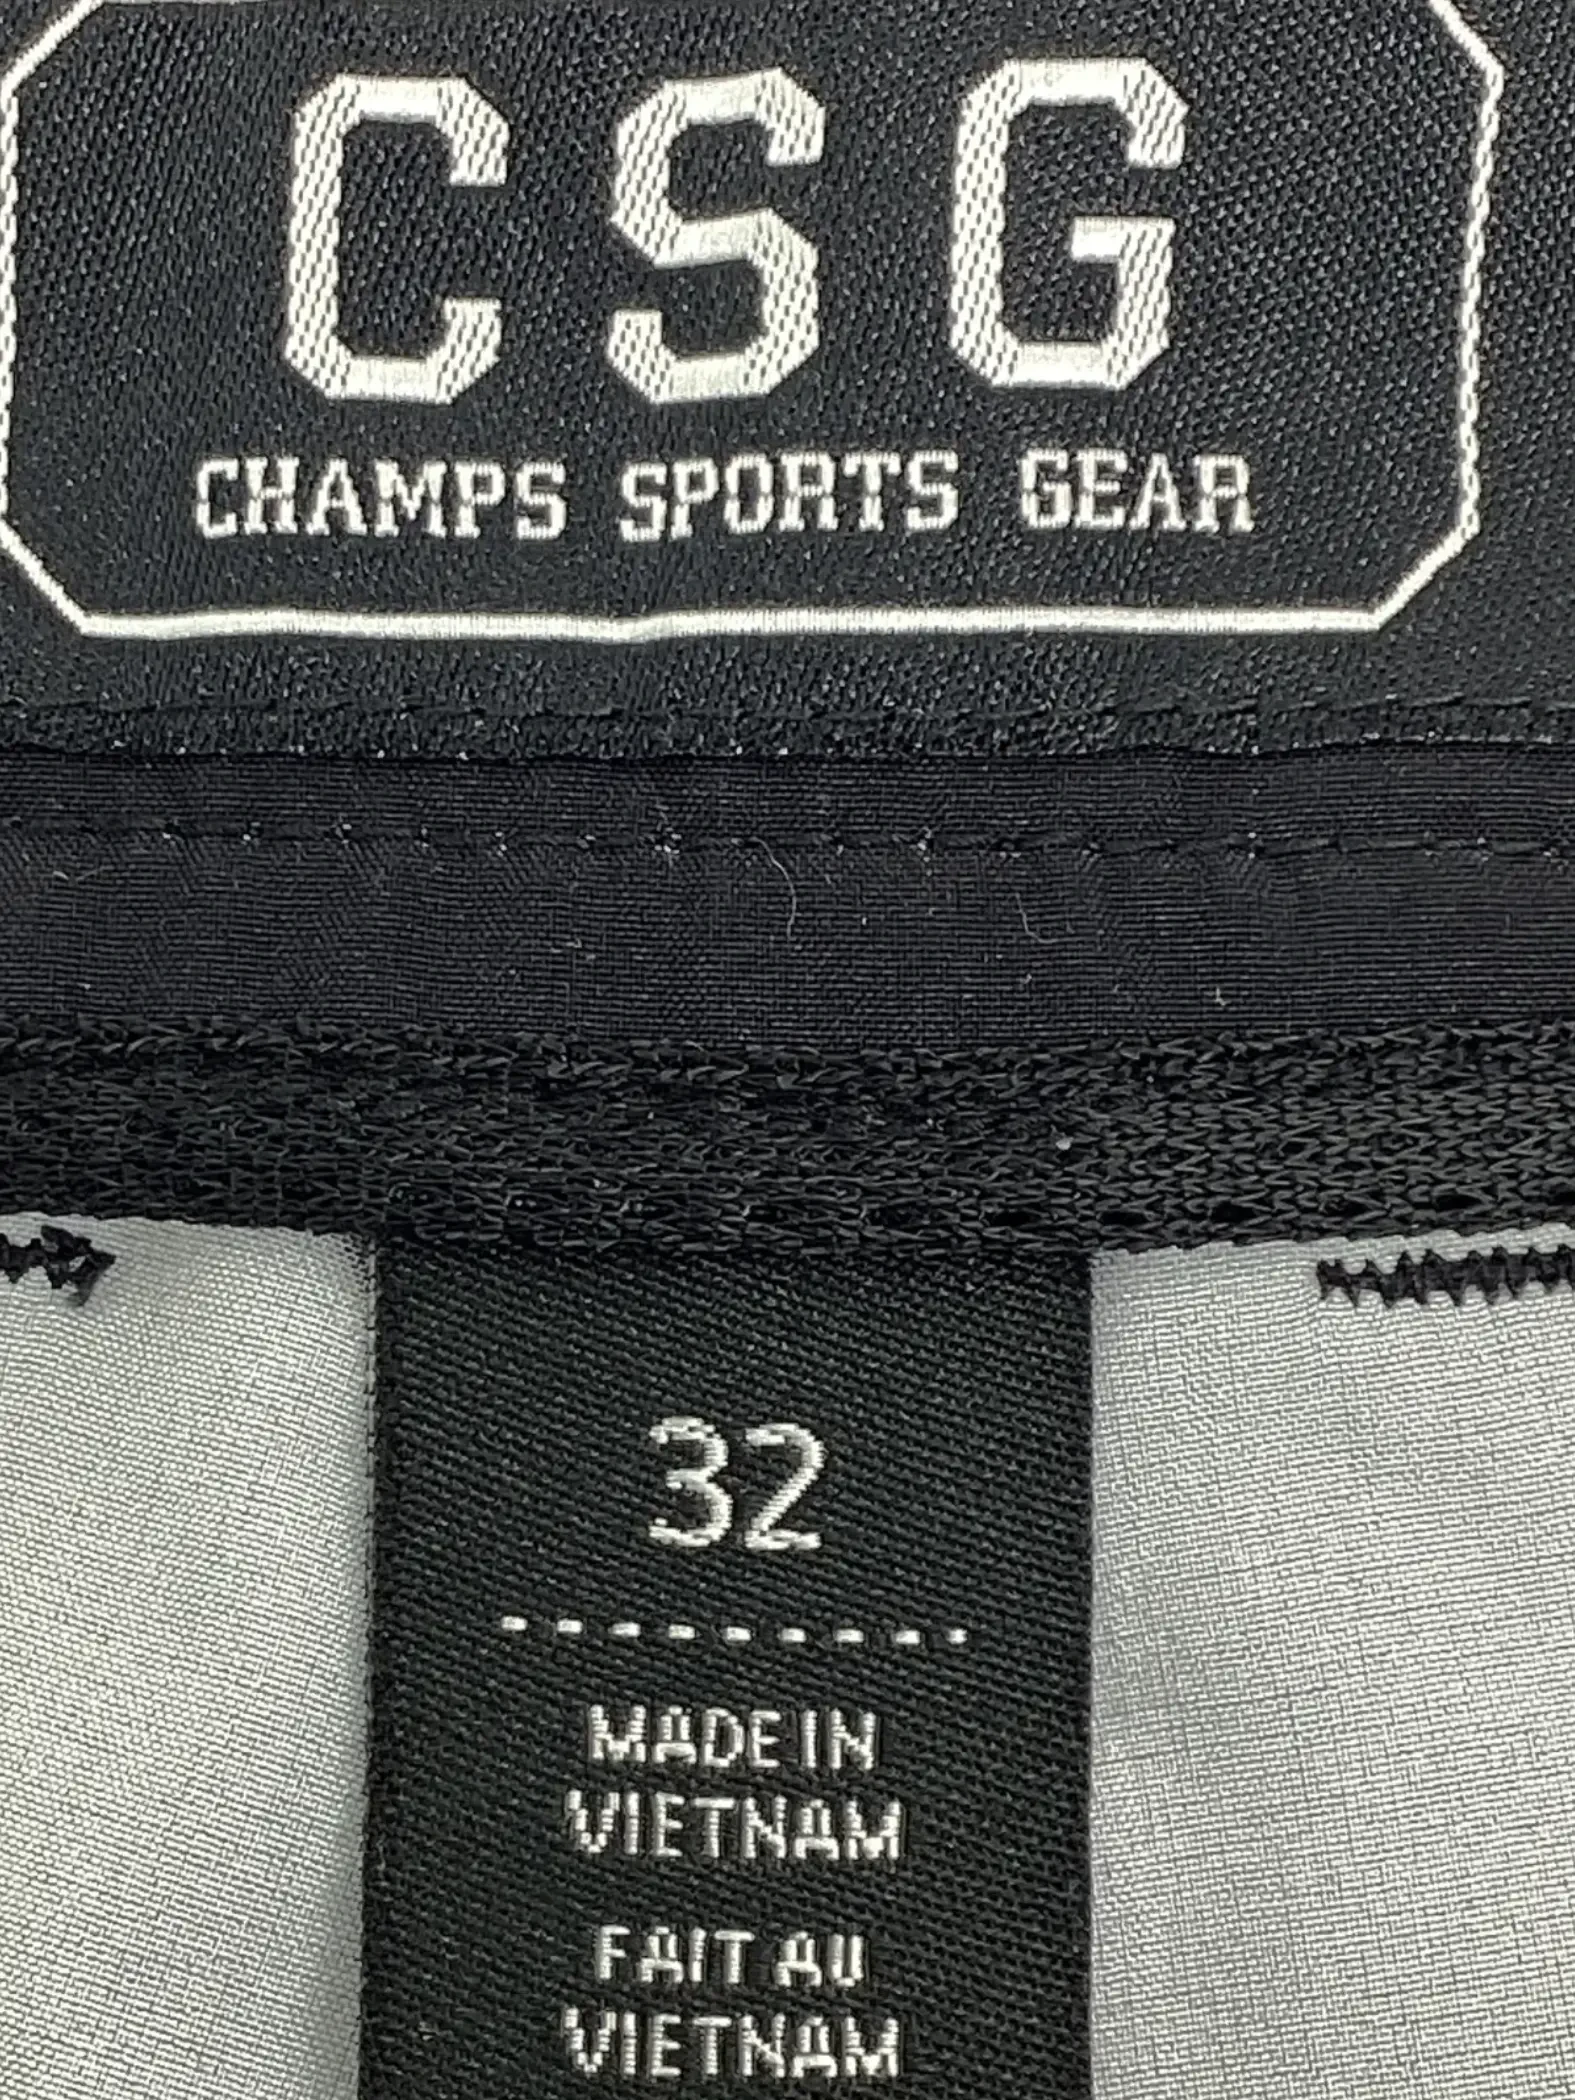 CSG
CHAMPS SPORTS GEAR
32
MADE IN
VIETNAM
FAIT AU
VIETNAM